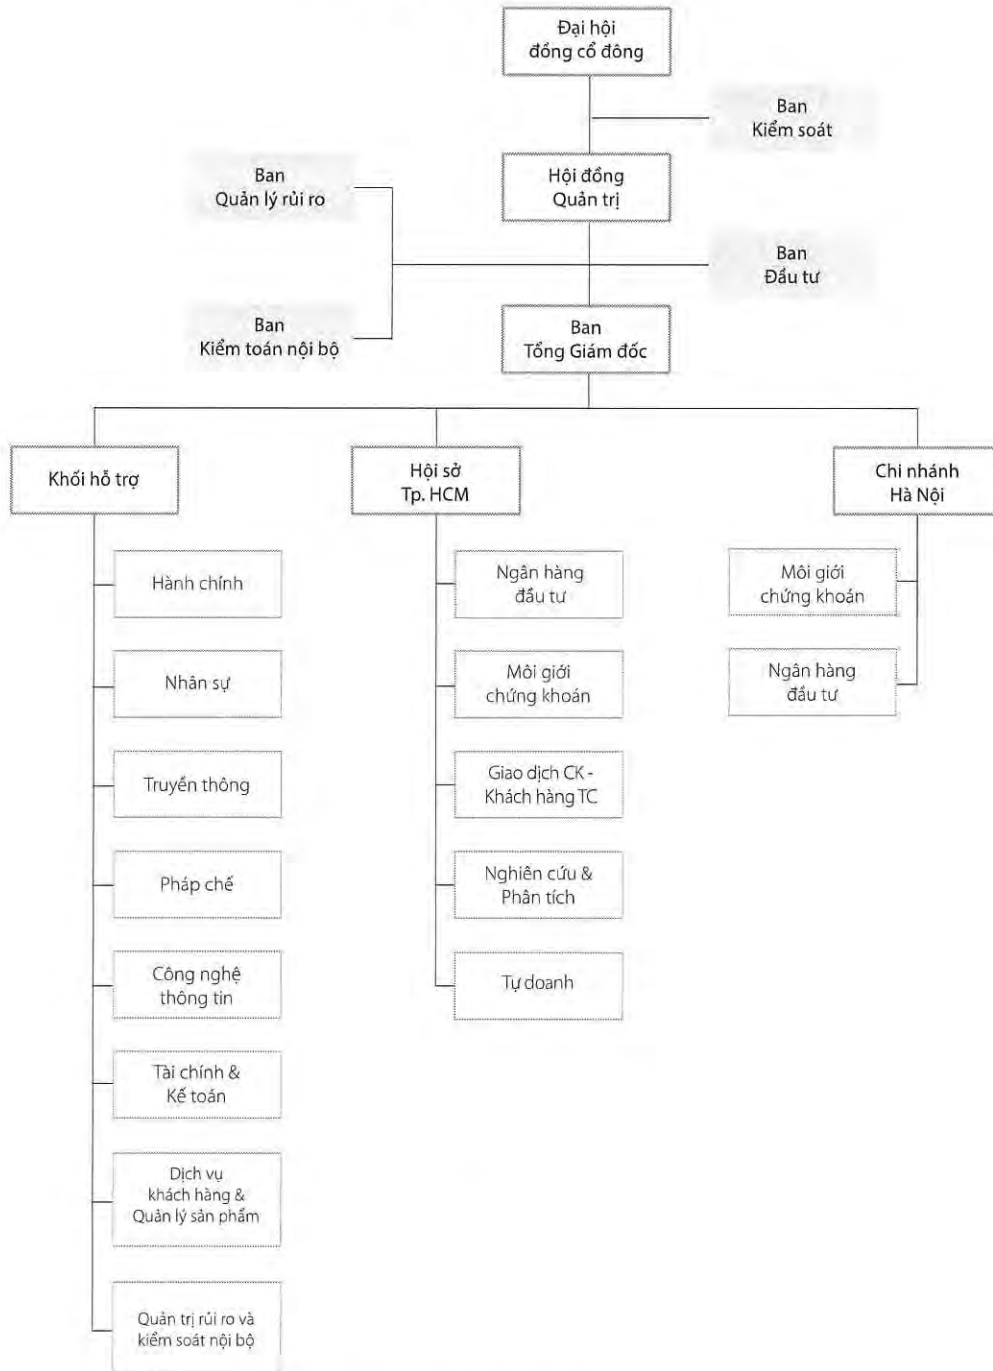 Đại hội
đồng cổ đông
Ban
Kiểm soát
Hội đồng
Quản trị
Ban
Quản lý rủi ro
Ban
Đầu tư
Ban
Kiểm toán nội bộ
Ban
Tổng Giám đốc
Khối hỗ trợ
Hội sở
Tp. HCM
Chi nhánh
Hà Nội
Hành chính
Nhân sự
Truyền thông
Pháp chế
Công nghệ
thông tin
Tài chính &
Kế toán
Dịch vụ
khách hàng &
Quản lý sản phẩm
Quản trị rủi ro và
kiểm soát nội bộ
Ngân hàng
đầu tư
Môi giới
chứng khoán
Giao dịch CK -
Khách hàng TC
Nghiên cứu &
Phân tích
Tự doanh
Môi giới
chứng khoán
Ngân hàng
đầu tư